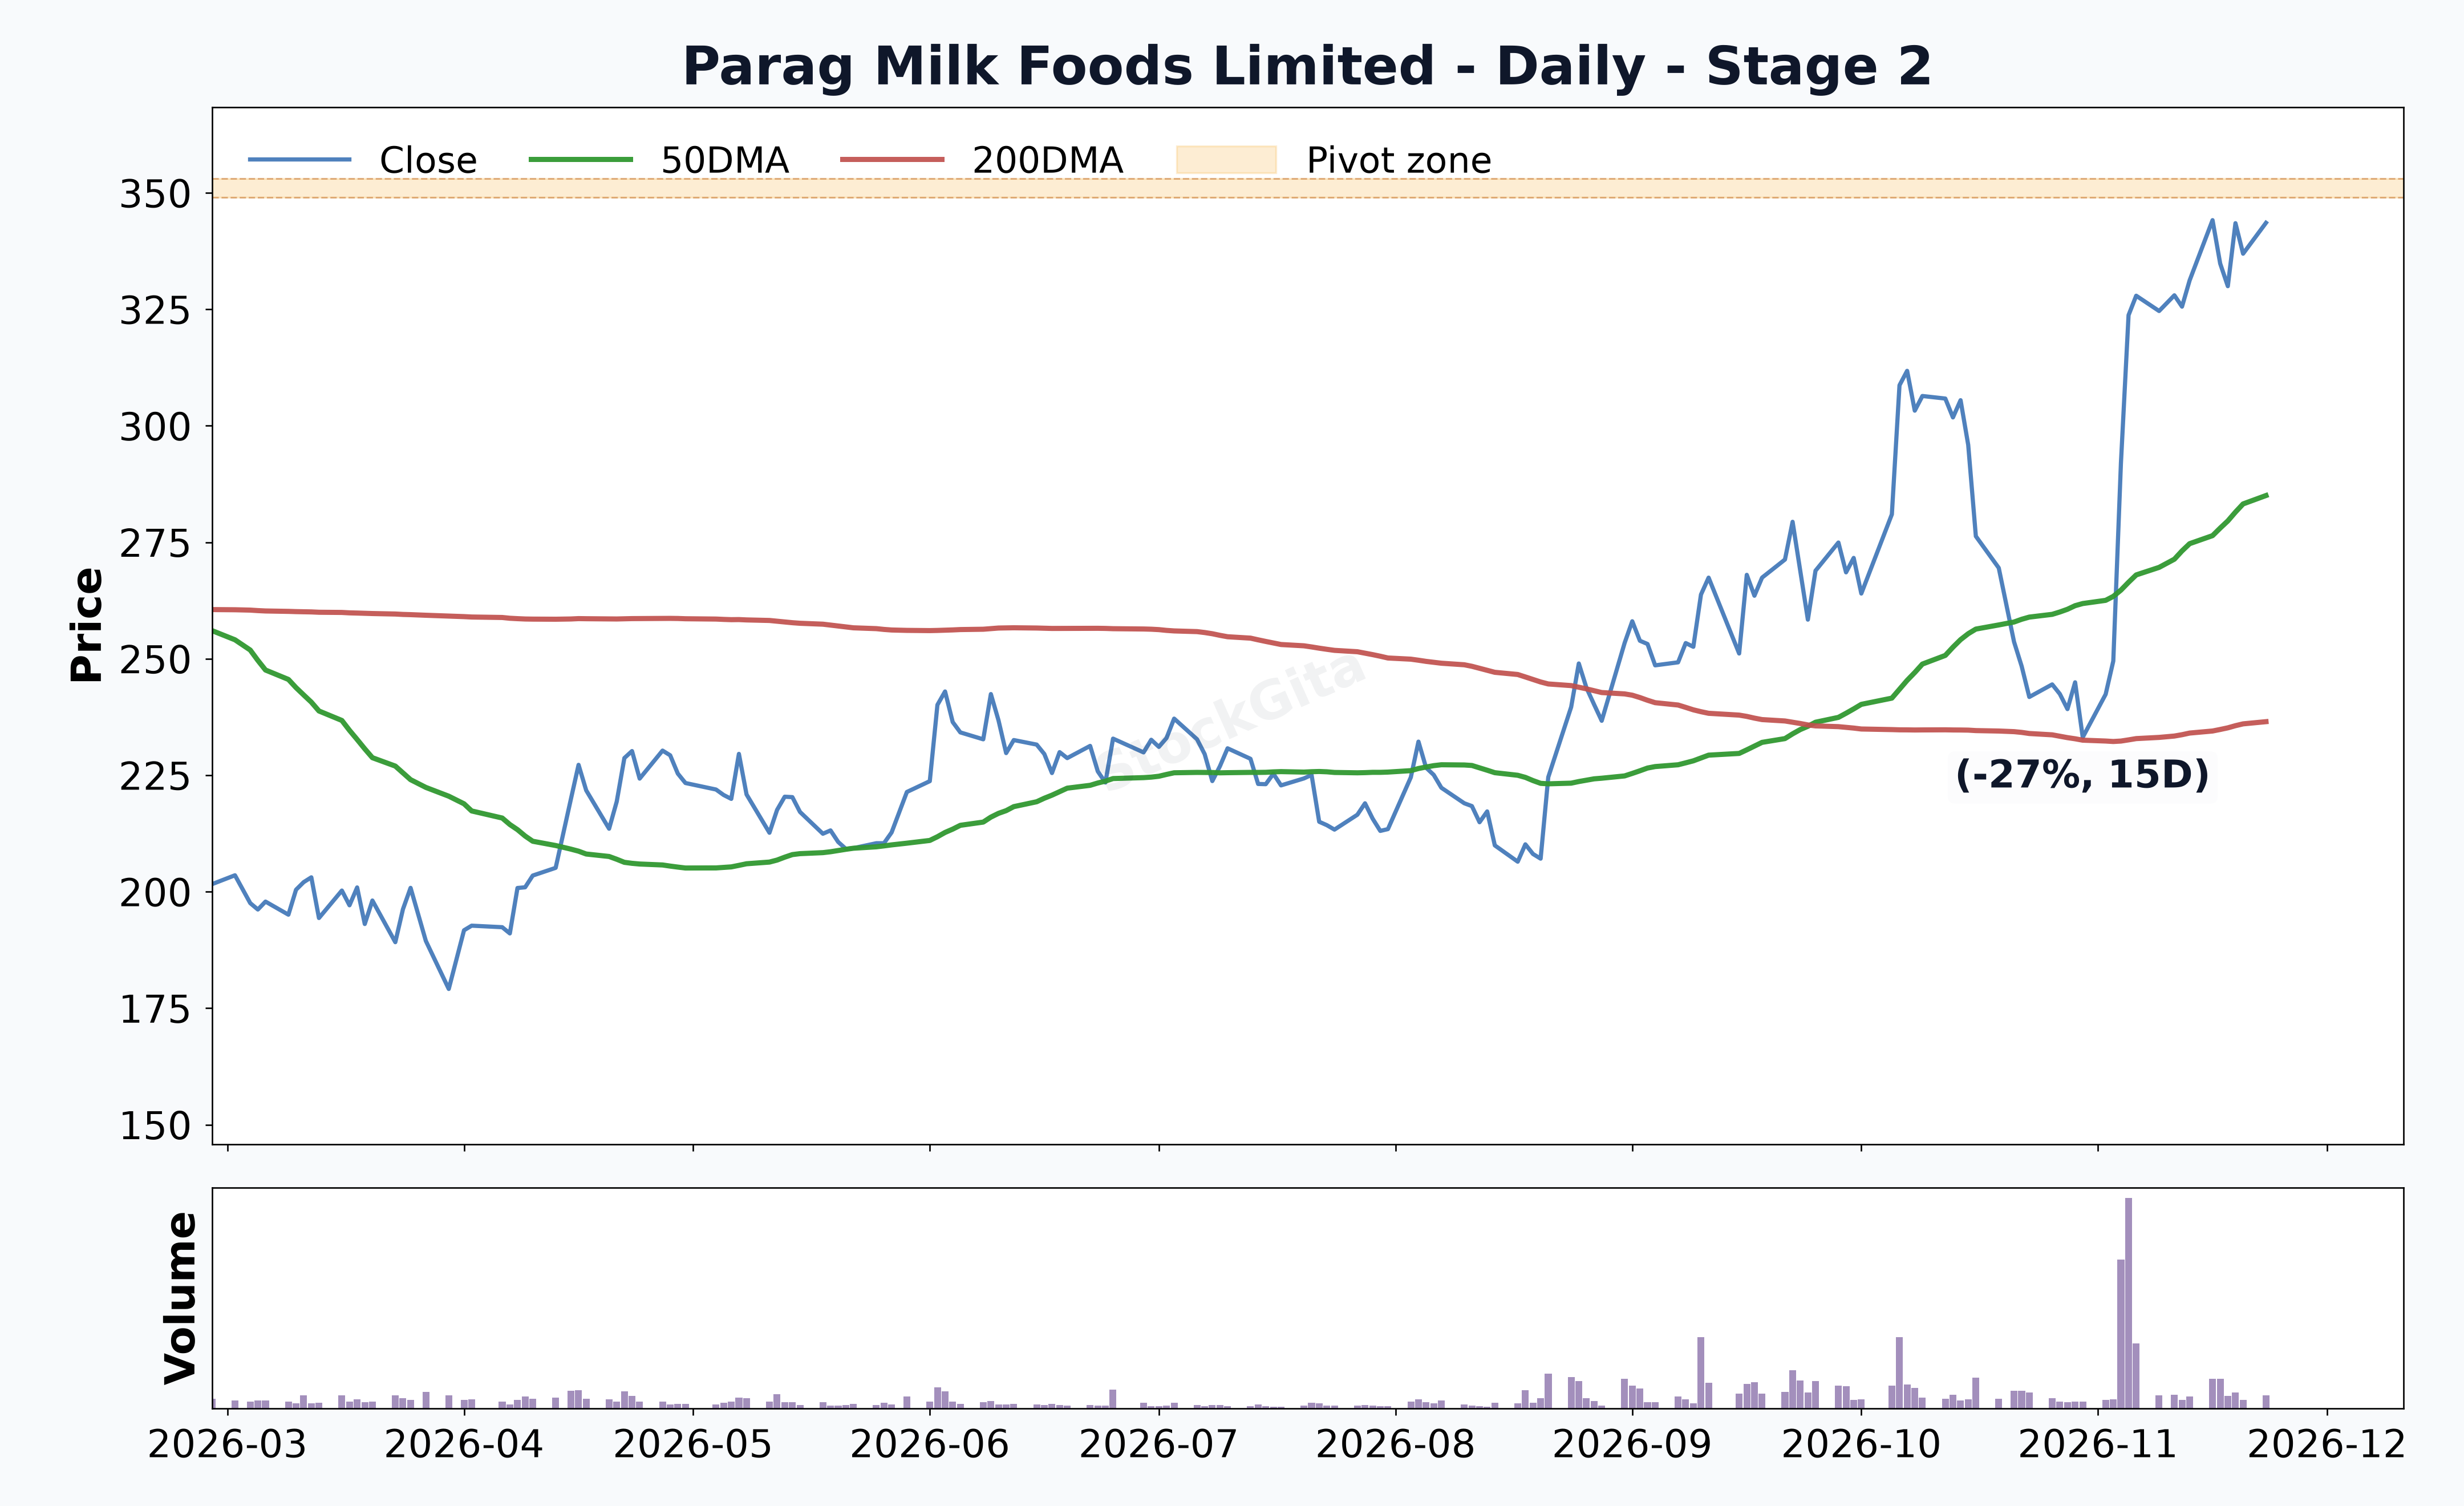 Parag Milk Foods Limited - Daily - Stage 2
Close
50DMA
200DMA
Pivot zone
350
325
300
275
250
225
200
175
150
Price
StockGita
(-27%, 15D)
Volume
2026-03
2026-04
2026-05
2026-06
2026-07
2026-08
2026-09
2026-10
2026-11
2026-12